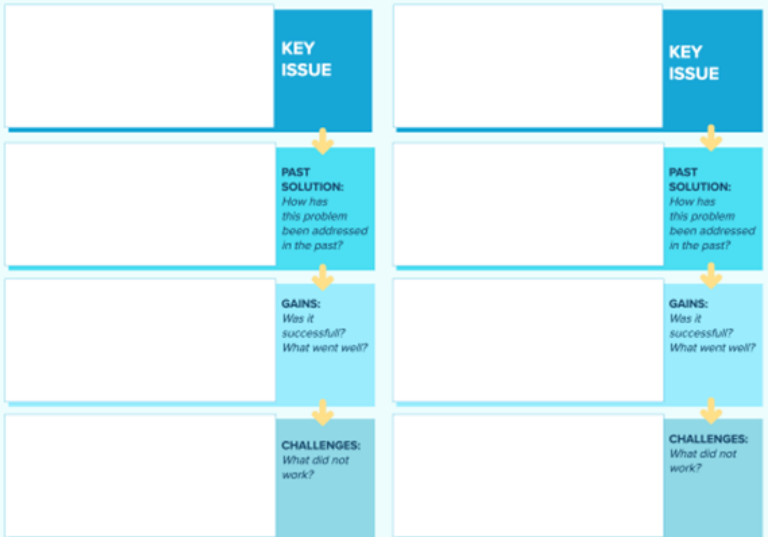 KEY
ISSUE
PAST
SOLUTION:
How has
this problem
been addressed
in the past?
GAINS:
Was it
successfull?
What went well?
CHALLENGES:
What did not
work?
KEY
ISSUE
PAST
SOLUTION:
How has
this problem
been addressed
in the past?
GAINS:
Was it
successfull?
What went well?
CHALLENGES:
What did not
work?